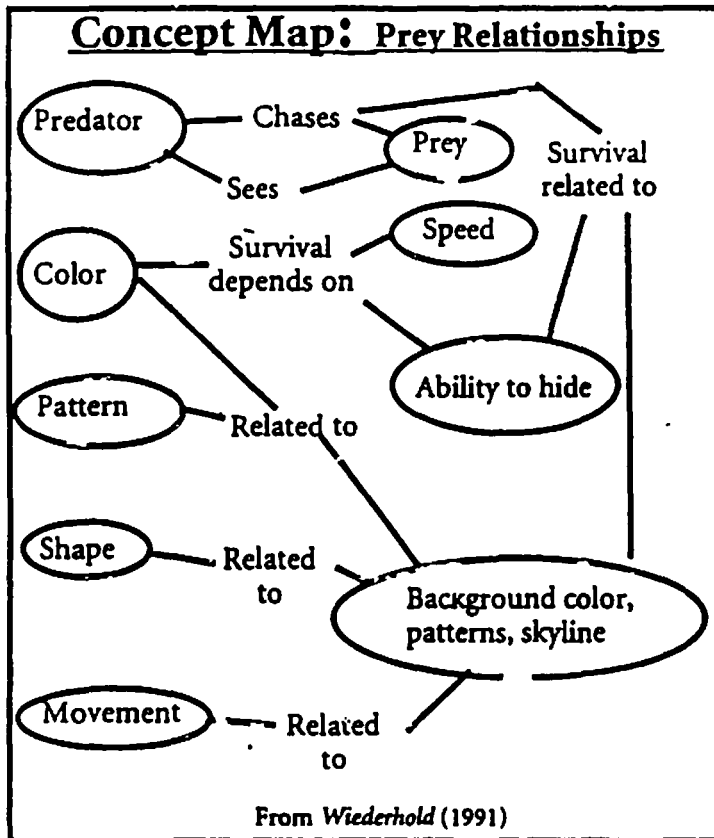 Concept Map: Prey Relationships
Predator
Chases
Prey
Sees
Survival
related to
Color
Survival
depends on
Speed
Ability to hide
Pattern
Related to
Shape
Related
to
Background color,
patterns, skyline
Movement
Related
to
From Wiederhold (1991)